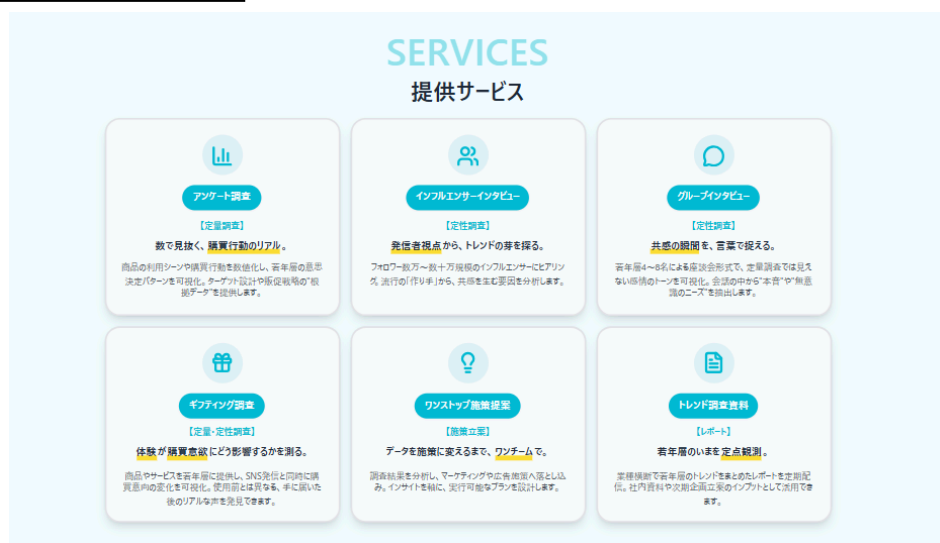 SERVICES
提供サービス
アンケート調査
【定量調査】
数で見抜く、購買行動のリアル。
商品の利用シーンや購買行動を数値化し、若年層の意思
決定パターンを可視化。ターゲット設計や販促戦略の“根
拠データ”を提供します。
インフルエンサーインタビュー
【定性調査】
発信者視点から、トレンドの芽を探る。
フォロワー数万～数十万規模のインフルエンサーにヒアリン
グ。流行の「作り手」から、共感を生む要因を分析します。
グループインタビュー
【定性調査】
共感の瞬間を、言葉で捉える。
若年層4～8名による座談会形式で、定量調査では見え
ない感情のトーンを可視化。会話の中から“本音”や“無意
識のニーズ”を抽出します。
ギフティング調査
【定量・定性調査】
体験が購買意欲にどう影響するかを測る。
商品やサービスを若年層に提供し、SNS発信と同時に購
買意向の変化を可視化。使用前とは異なる、手に届いた
後のリアルな声を発見できます。
ワンストップ施策提案
【施策立案】
データを施策に変えるまで、ワンチームで。
調査結果を分析し、マーケティングや広告施策へ落とし込
み。インサイトを軸に、実行可能なプランを設計します。
トレンド調査資料
【レポート】
若年層のいまを定点観測。
業種横断で若年層のトレンドをまとめたレポートを定期配
信。社内資料や次期企画立案のインプットとして活用でき
ます。